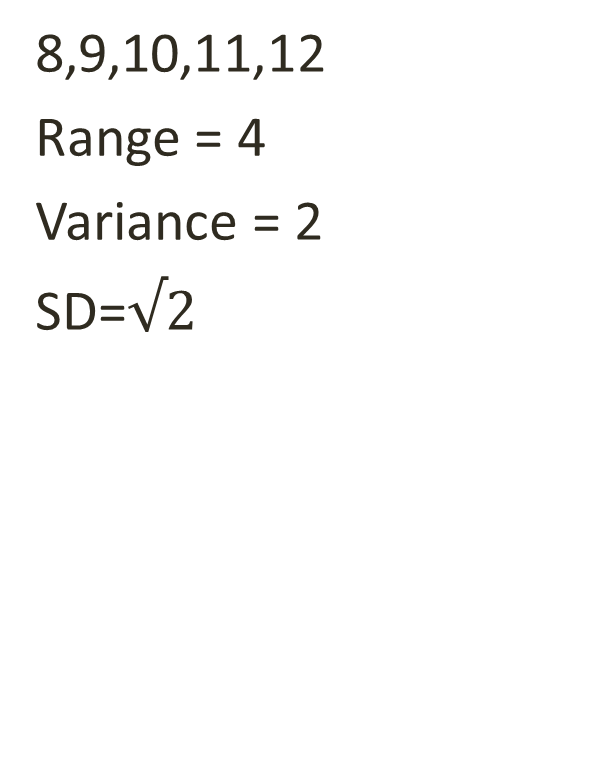 8,9,10,11,12
Range = 4
Variance = 2
SD=√2